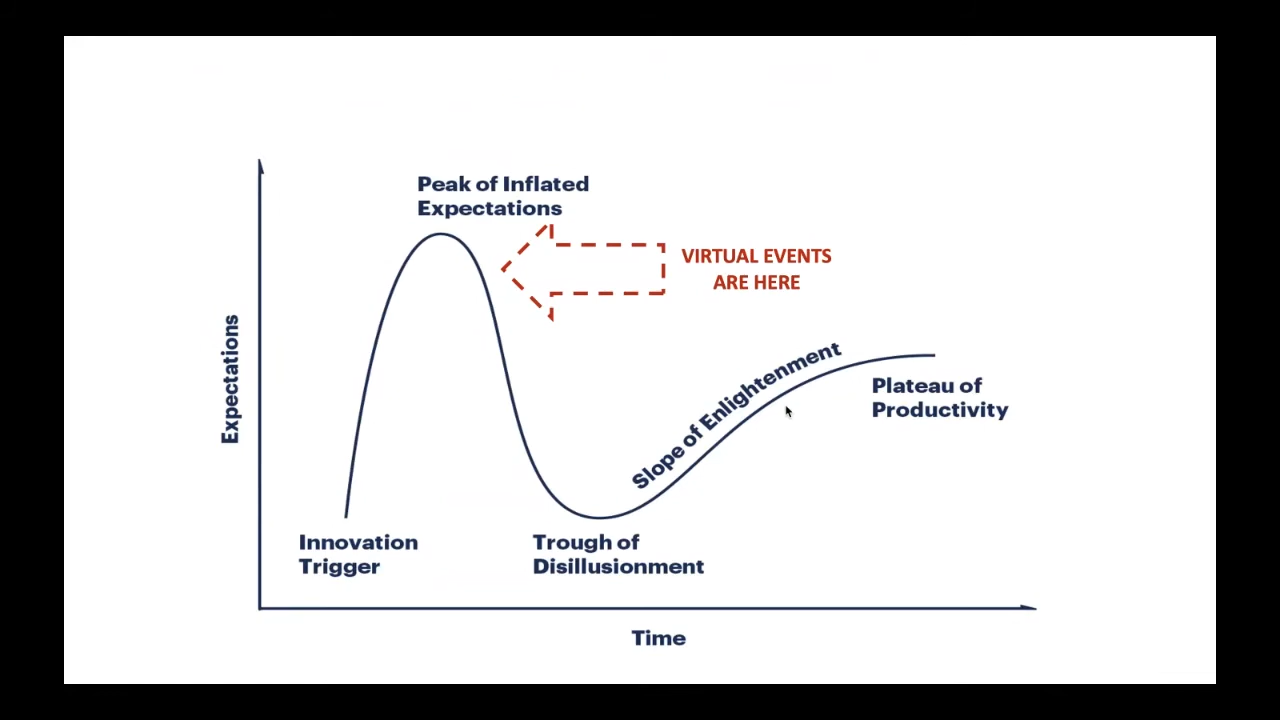 Peak of Inflated
Expectations
VIRTUAL EVENTS
ARE HERE
Expectations
Slope of Enlightenment
Plateau of
Productivity
Innovation
Trigger
Trough of
Disillusionment
Time